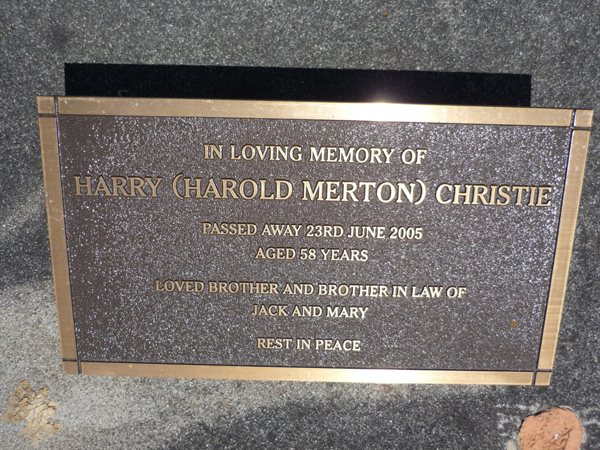 IN LOVING MEMORY OF
HARRY (HAROLD MERTON) CHRISTIE
PASSED AWAY 23RD JUNE 2005
AGED 58 YEARS
LOVED BROTHER AND BROTHER IN LAW OF
JACK AND MARY
REST IN PEACE